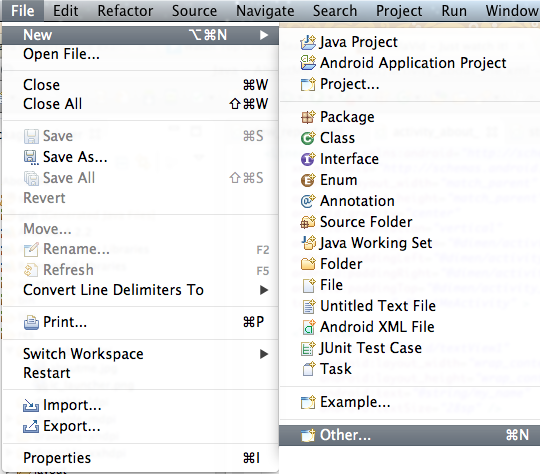 File Edit Refactor Source Navigate Search Project Run Window
New ⌥⌘N ▶
Open File...
Close ⌘W
Close All ⇧⌘W
Save ⌘S
Save As...
Save All ⇧⌘S
Revert
Move...
Rename... F2
Refresh F5
Convert Line Delimiters To ▶
Print... ⌘P
Switch Workspace ▶
Restart
Import...
Export...
Properties ⌘I
Java Project
Android Application Project
Project...
Package
Class
Interface
Enum
Annotation
Source Folder
Java Working Set
Folder
File
Untitled Text File
Android XML File
JUnit Test Case
Task
Example...
Other... ⌘N